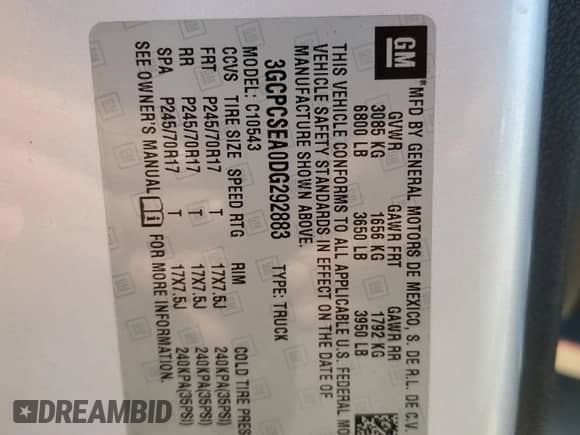 GM
MFD BY GENERAL MOTORS DE MEXICO, S. DE R.L. DE C.V.
GVWR GAWR FRT GAWR RR
3085 KG 1656 KG 1792 KG
6800 LB 3650 LB 3950 LB
THIS VEHICLE CONFORMS TO ALL APPLICABLE U.S. FEDERAL MO
VEHICLE SAFETY STANDARDS IN EFFECT ON THE DATE OF
MANUFACTURE SHOWN ABOVE.
3GCPCSEA0DG292883 TYPE: TRUCK
MODEL: C10543
CCVS TIRE SIZE SPEED RTG RIM COLD TIRE PRES
FRT P245/70R17 T 17X7.5J 240KPA(35PSI)
RR P245/70R17 T 17X7.5J 240KPA(35PSI)
SPA P245/70R17 T 17X7.5J 240KPA(35PSI)
SEE OWNER'S MANUAL FOR MORE INFORMATION.
DREAMBID